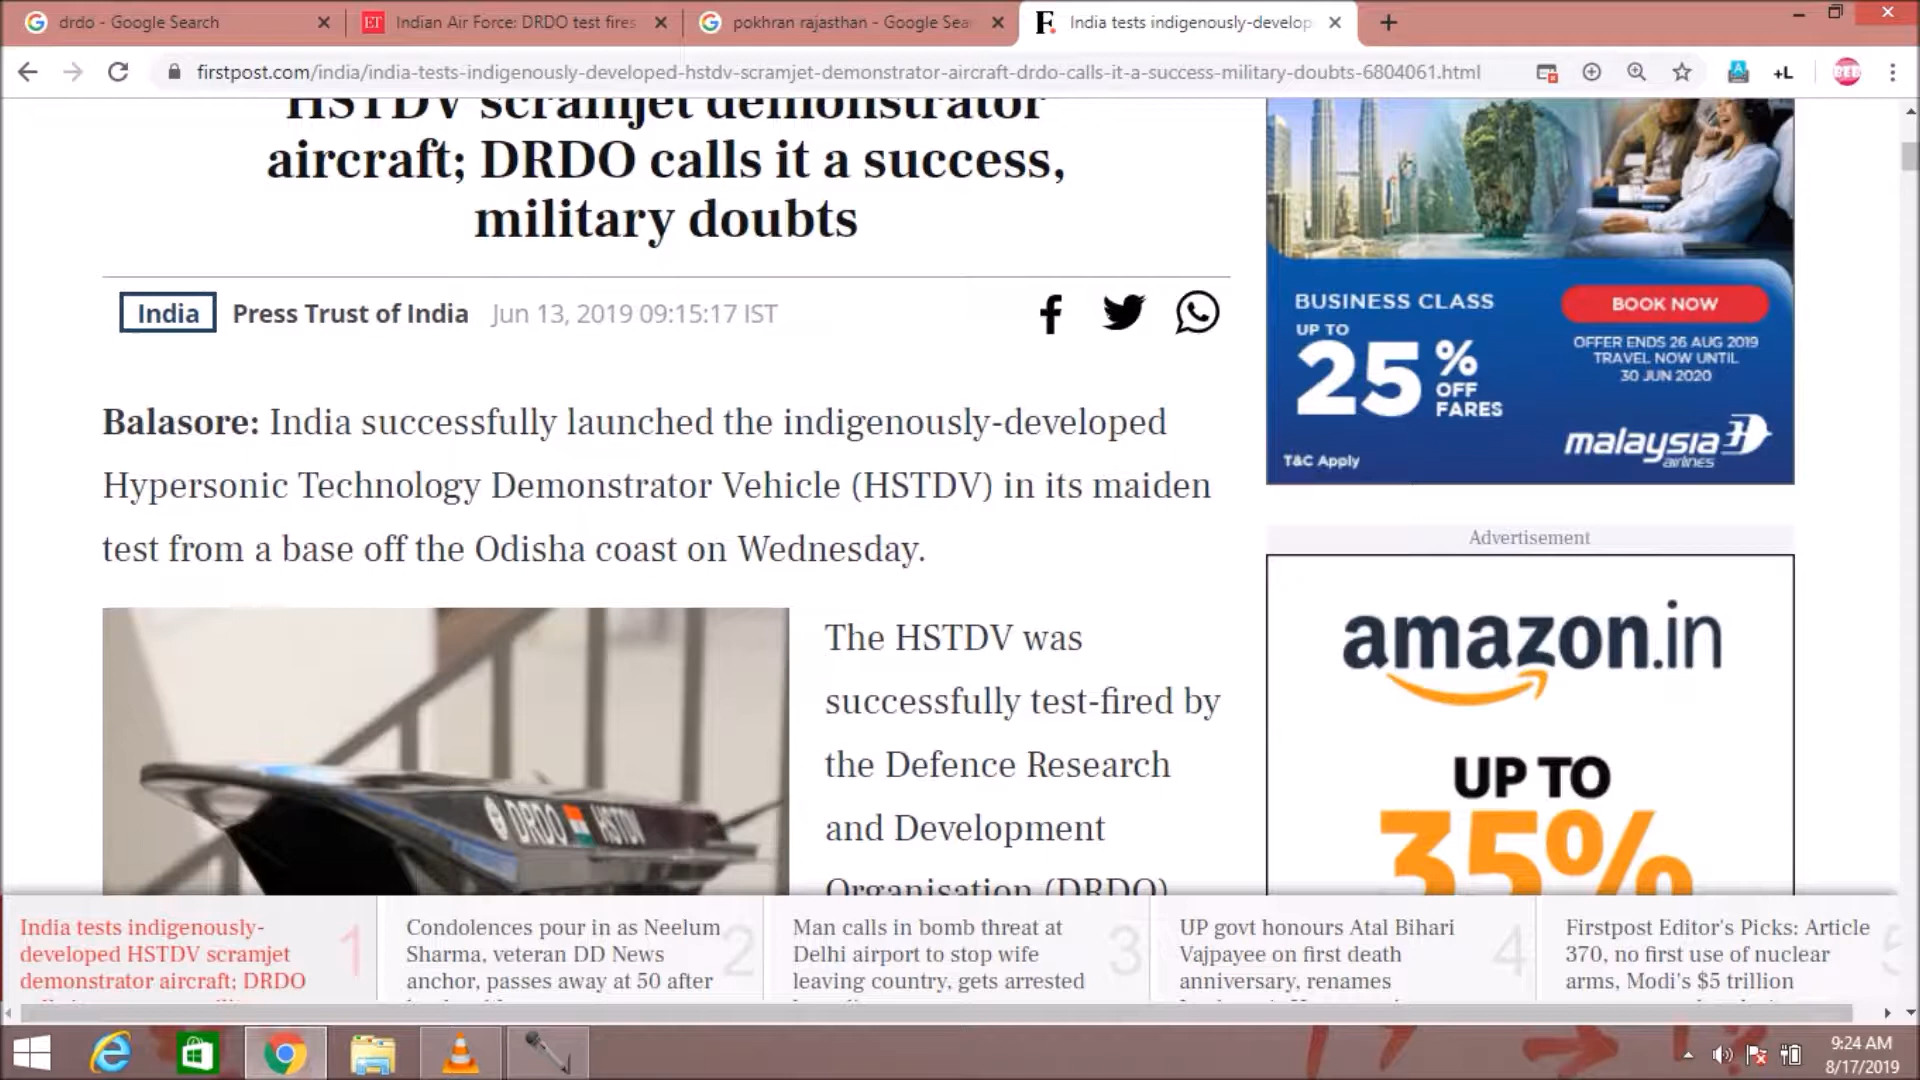 drdo - Google Search
ET Indian Air Force: DRDO test fires
pokhran rajasthan - Google Sea
F. India tests indigenously-develop
firstpost.com/india/india-tests-indigenously-developed-hstdv-scramjet-demonstrator-aircraft-drdo-calls-it-a-success-military-doubts-6804061.html
+L
HSTDV scramjet demonstrator
aircraft; DRDO calls it a success,
military doubts
India Press Trust of India Jun 13, 2019 09:15:17 IST
Balasore: India successfully launched the indigenously-developed
Hypersonic Technology Demonstrator Vehicle (HSTDV) in its maiden
test from a base off the Odisha coast on Wednesday.
DRDO HSTDV
The HSTDV was
successfully test-fired by
the Defence Research
and Development
Organisation (DRDO)
BUSINESS CLASS
UP TO
25% OFF FARES
T&C Apply
BOOK NOW
OFFER ENDS 26 AUG 2019
TRAVEL NOW UNTIL
30 JUN 2020
malaysia
airlines
Advertisement
amazon.in
UP TO
35%
India tests indigenously-
developed HSTDV scramjet
demonstrator aircraft; DRDO
1
Condolences pour in as Neelum
Sharma, veteran DD News
anchor, passes away at 50 after
2
Man calls in bomb threat at
Delhi airport to stop wife
leaving country, gets arrested
3
UP govt honours Atal Bihari
Vajpayee on first death
anniversary, renames
4
Firstpost Editor's Picks: Article
370, no first use of nuclear
arms, Modi's $5 trillion
5
9:24 AM
8/17/2019